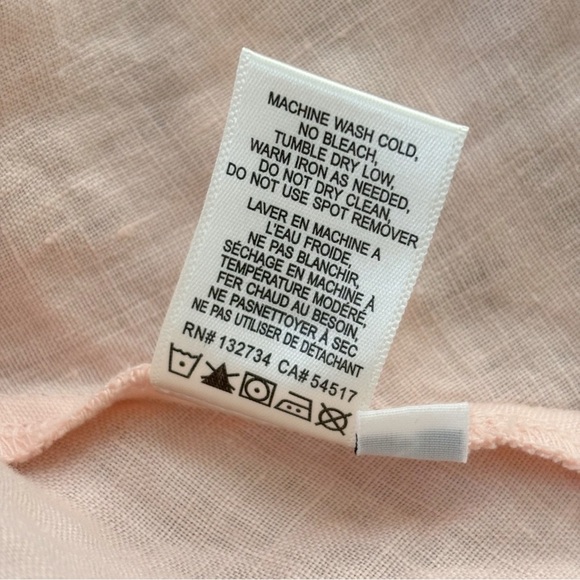 MACHINE WASH COLD,
NO BLEACH,
TUMBLE DRY LOW,
WARM IRON AS NEEDED,
DO NOT DRY CLEAN,
DO NOT USE SPOT REMOVER
LAVER EN MACHINE A
L'EAU FROIDE,
NE PAS BLANCHIR,
SÉCHAGE EN MACHINE À
TEMPÉRATURE MODÉRÉ,
FER CHAUD AU BESOIN,
NE PASNETTOYER À SEC
NE PAS UTILISER DE DÉTACHANT
RN# 132734 CA# 54517